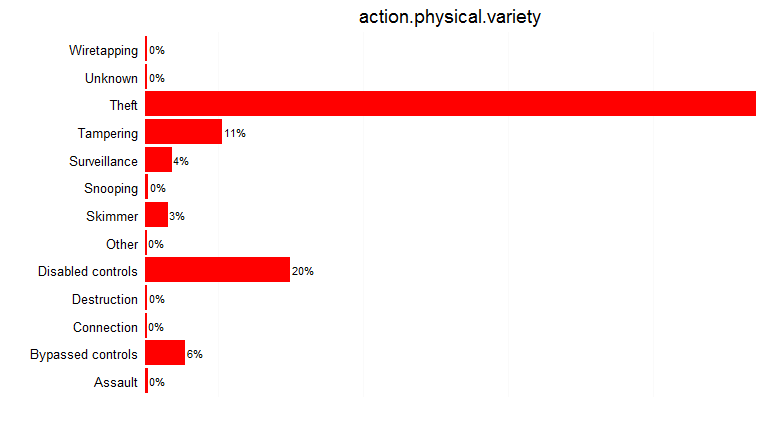 action.physical.variety
Wiretapping 0%
Unknown 0%
Theft
Tampering 11%
Surveillance 4%
Snooping 0%
Skimmer 3%
Other 0%
Disabled controls 20%
Destruction 0%
Connection 0%
Bypassed controls 6%
Assault 0%